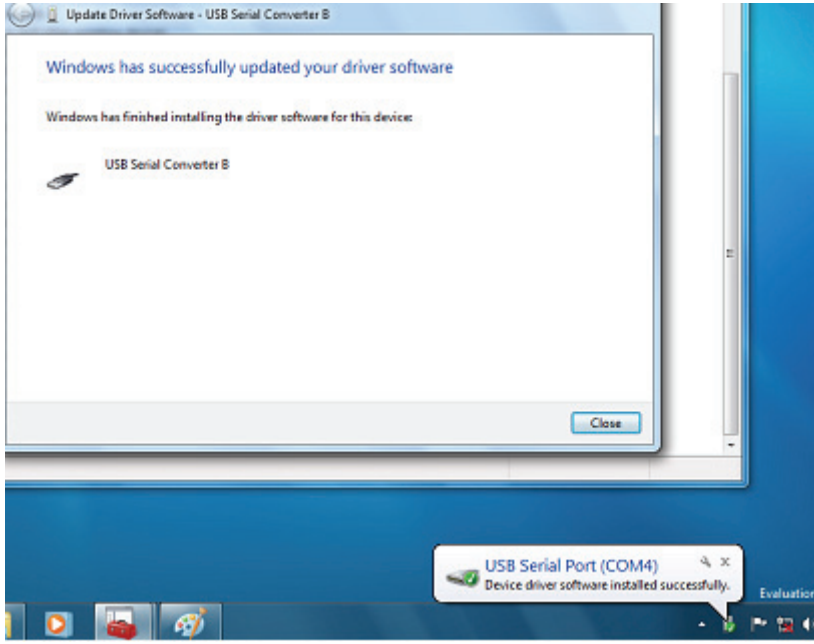 Update Driver Software - USB Serial Converter B
Windows has successfully updated your driver software
Windows has finished installing the driver software for this device:
USB Serial Converter B
Close
USB Serial Port (COM4)
Device driver software installed successfully.
Evaluation